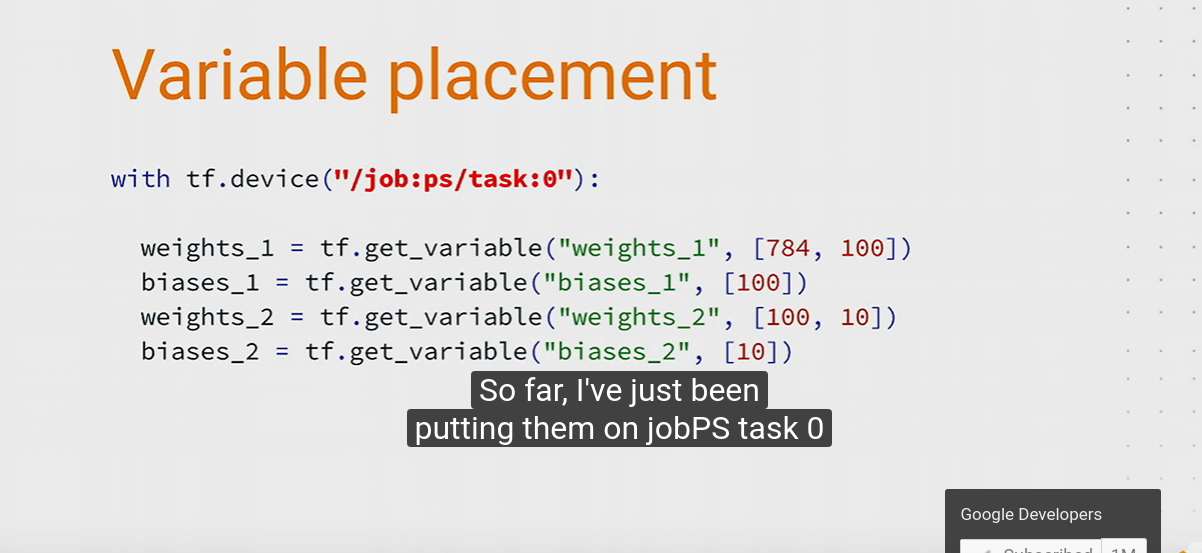 Variable placement
with tf.device("/job:ps/task:0"):
weights_1 = tf.get_variable("weights_1", [784, 100])
biases_1 = tf.get_variable("biases_1", [100])
weights_2 = tf.get_variable("weights_2", [100, 10])
biases_2 = tf.get_variable("biases_2", [10])
So far, I've just been
putting them on jobPS task 0
Google Developers
Subscribed 1M